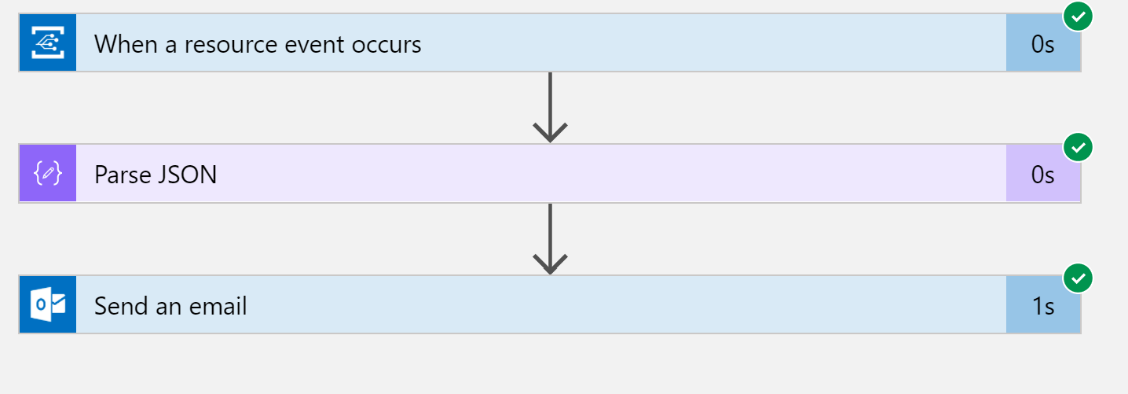 When a resource event occurs 0s
Parse JSON 0s
Send an email 1s